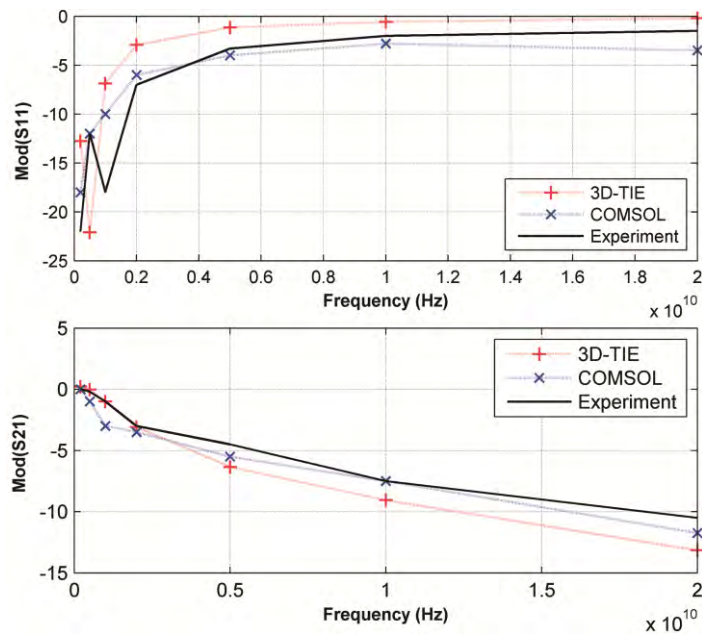 0
-5
-10
-15
-20
-25
Mod(S11)
0 0.2 0.4 0.6 0.8 1 1.2 1.4 1.6 1.8 2
Frequency (Hz)
x 10^10
3D-TIE
COMSOL
Experiment
5
0
-5
-10
-15
Mod(S21)
0 0.5 1 1.5 2
Frequency (Hz)
x 10^10
3D-TIE
COMSOL
Experiment